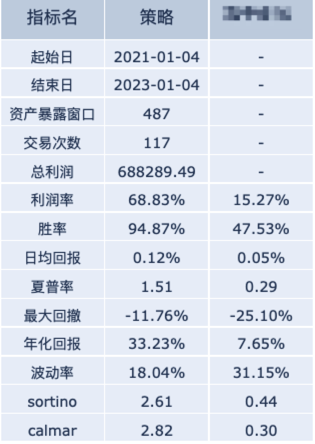 指标名 策略
起始日 2021-01-04 -
结束日 2023-01-04 -
资产暴露窗口 487 -
交易次数 117 -
总利润 688289.49 -
利润率 68.83% 15.27%
胜率 94.87% 47.53%
日均回报 0.12% 0.05%
夏普率 1.51 0.29
最大回撤 -11.76% -25.10%
年化回报 33.23% 7.65%
波动率 18.04% 31.15%
sortino 2.61 0.44
calmar 2.82 0.30